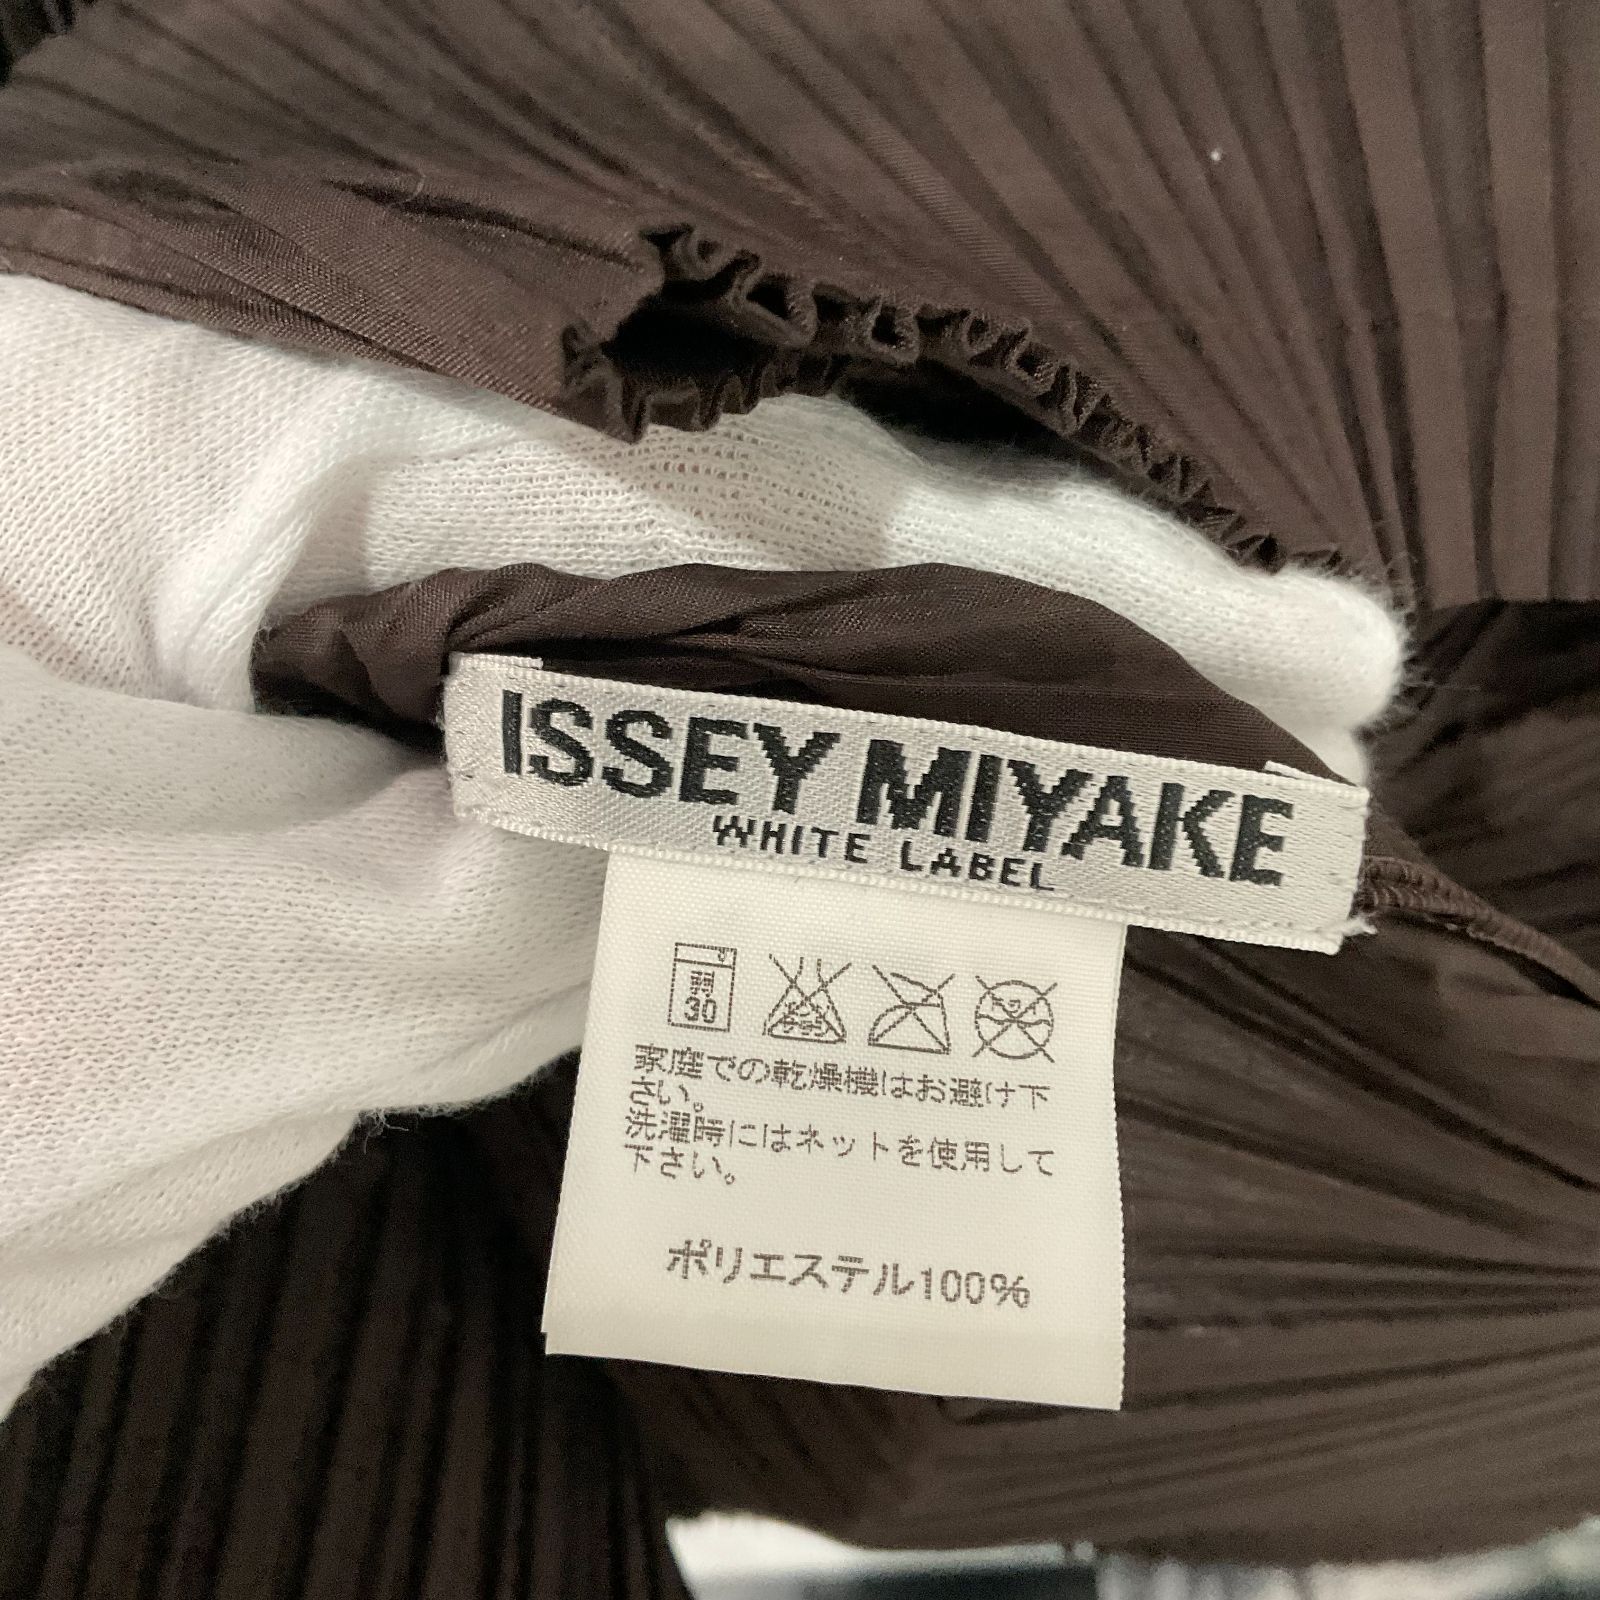 ISSEY MIYAKE
WHITE LABEL
弱
30
家庭での乾燥機はお避け下
さい。
洗濯時にはネットを使用して
下さい。
ポリエステル100%